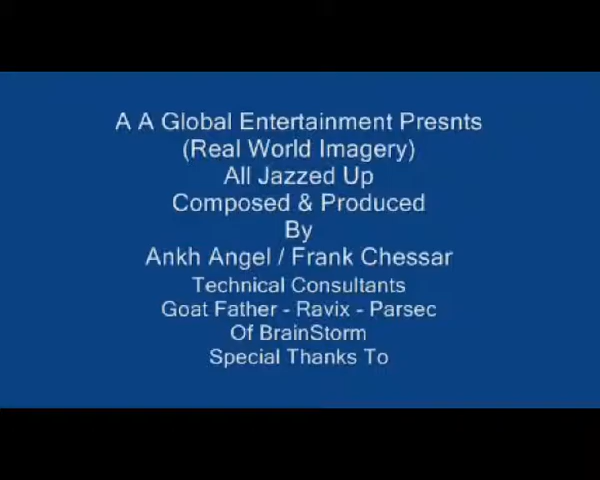 A A Global Entertainment Presnts
(Real World Imagery)
All Jazzed Up
Composed & Produced
By
Ankh Angel / Frank Chessar
Technical Consultants
Goat Father - Ravix - Parsec
Of BrainStorm
Special Thanks To